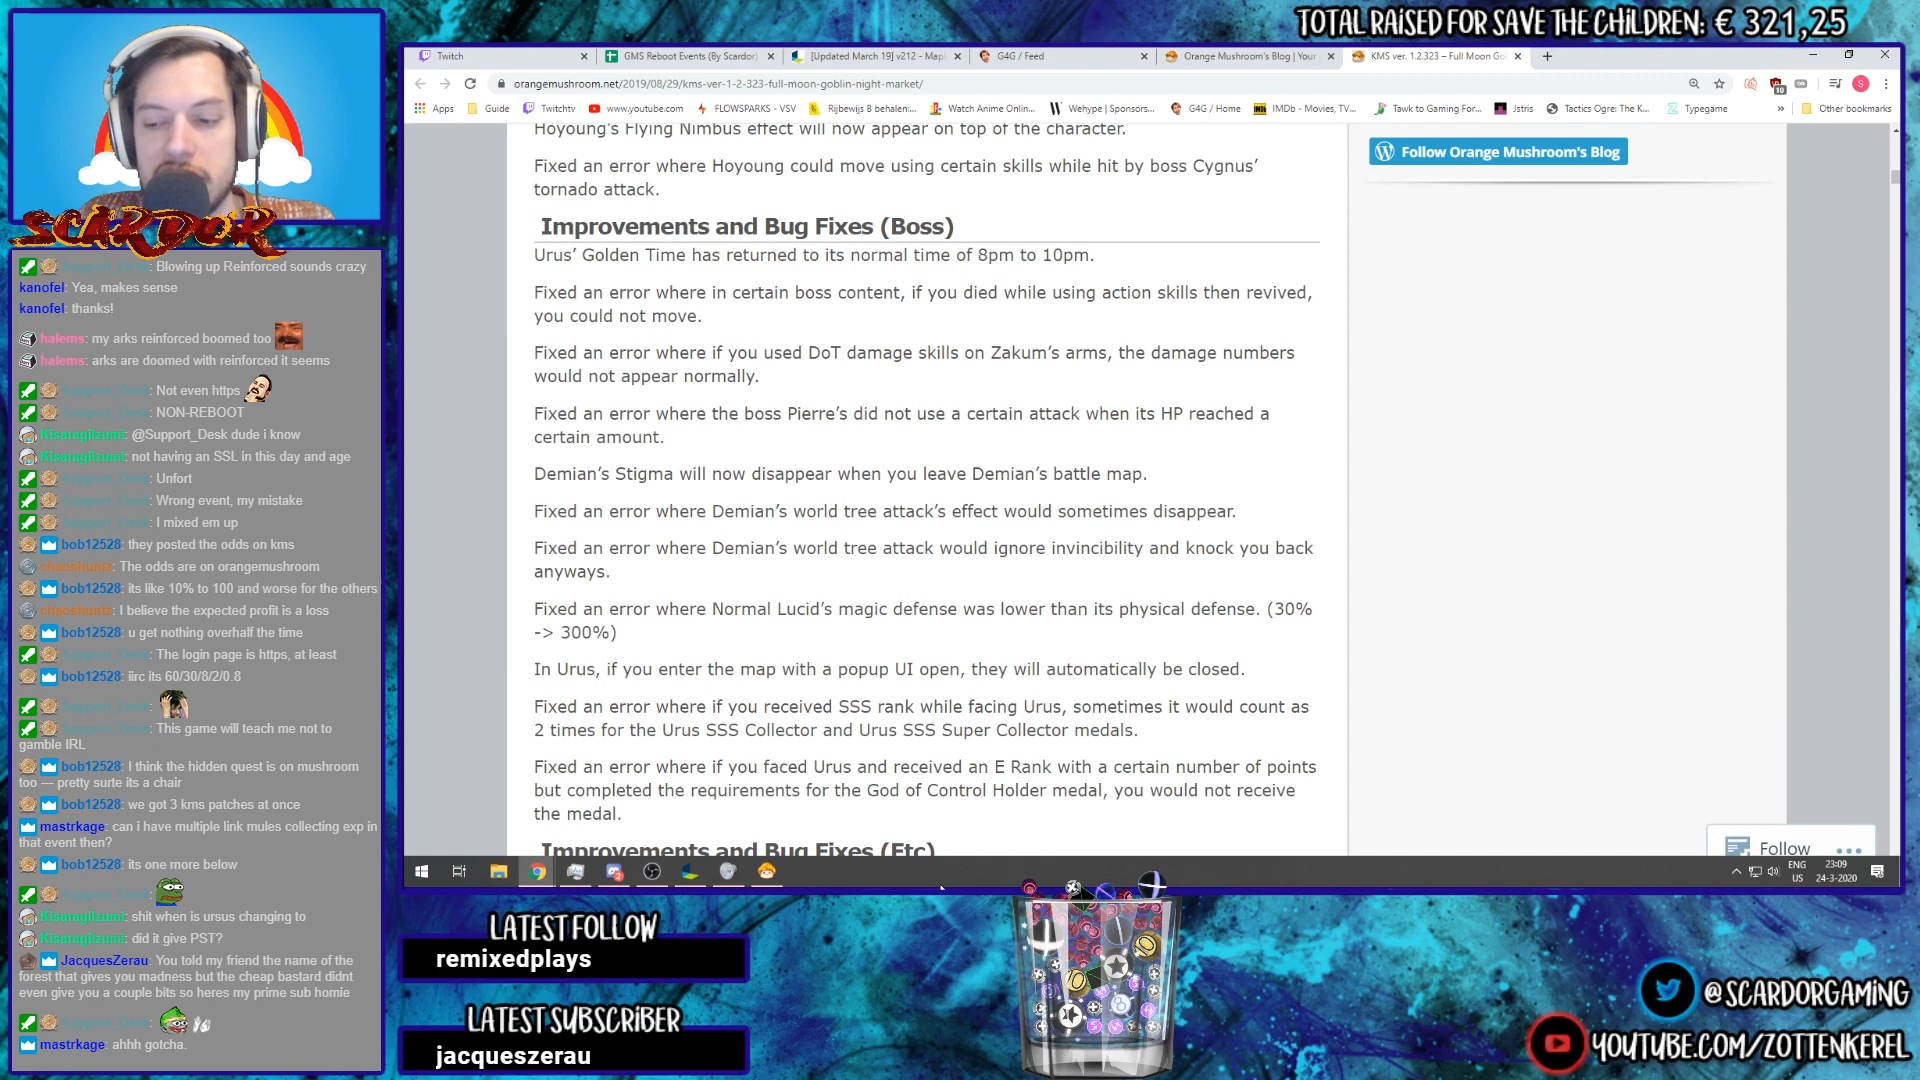 TOTAL RAISED FOR SAVE THE CHILDREN: € 321,25
Twitch
GMS Reboot Events (By Scardor)
[Updated March 19] v212 - Mapl
G4G / Feed
Orange Mushroom's Blog | Your
KMS ver. 1.2.323 – Full Moon Go
orangemushroom.net/2019/08/29/kms-ver-1-2-323-full-moon-goblin-night-market/
Apps
Guide
Twitchtv
www.youtube.com
FLOWSPARKS - VSV
Rijbewijs B behalen:...
Watch Anime Onlin...
Wehype | Sponsors...
G4G / Home
IMDb - Movies, TV...
Tawk to Gaming For...
Jstris
Tactics Ogre: The K...
Typegame
»
Other bookmarks
Hoyoung's Flying Nimbus effect will now appear on top of the character.
Fixed an error where Hoyoung could move using certain skills while hit by boss Cygnus’
tornado attack.
Improvements and Bug Fixes (Boss)
Urus’ Golden Time has returned to its normal time of 8pm to 10pm.
Fixed an error where in certain boss content, if you died while using action skills then revived,
you could not move.
Fixed an error where if you used DoT damage skills on Zakum’s arms, the damage numbers
would not appear normally.
Fixed an error where the boss Pierre’s did not use a certain attack when its HP reached a
certain amount.
Demian’s Stigma will now disappear when you leave Demian’s battle map.
Fixed an error where Demian’s world tree attack’s effect would sometimes disappear.
Fixed an error where Demian’s world tree attack would ignore invincibility and knock you back
anyways.
Fixed an error where Normal Lucid’s magic defense was lower than its physical defense. (30%
-> 300%)
In Urus, if you enter the map with a popup UI open, they will automatically be closed.
Fixed an error where if you received SSS rank while facing Urus, sometimes it would count as
2 times for the Urus SSS Collector and Urus SSS Super Collector medals.
Fixed an error where if you faced Urus and received an E Rank with a certain number of points
but completed the requirements for the God of Control Holder medal, you would not receive
the medal.
Improvements and Bug Fixes (Etc)
Follow Orange Mushroom's Blog
Follow
ENG
US
23:09
24-3-2020
SCARDOR
Support_Desk: Blowing up Reinforced sounds crazy
kanofel: Yea, makes sense
kanofel: thanks!
halems: my arks reinforced boomed too
halems: arks are doomed with reinforced it seems
Support_Desk: Not even https
Support_Desk: NON-REBOOT
KisaragiIzumi: @Support_Desk dude i know
KisaragiIzumi: not having an SSL in this day and age
Support_Desk: Unfort
Support_Desk: Wrong event, my mistake
Support_Desk: I mixed em up
bob12528: they posted the odds on kms
chaoshuntz: The odds are on orangemushroom
bob12528: its like 10% to 100 and worse for the others
chaoshuntz: I believe the expected profit is a loss
bob12528: u get nothing overhalf the time
Support_Desk: The login page is https, at least
bob12528: iirc its 60/30/8/2/0.8
Support_Desk:
Support_Desk: This game will teach me not to
gamble IRL
bob12528: I think the hidden quest is on mushroom
too — pretty surte its a chair
bob12528: we got 3 kms patches at once
mastrkage: can i have multiple link mules collecting exp in
that event then?
bob12528: its one more below
Support_Desk:
KisaragiIzumi: shit when is ursus changing to
KisaragiIzumi: did it give PST?
JacquesZerau: You told my friend the name of the
forest that gives you madness but the cheap bastard didnt
even give you a couple bits so heres my prime sub homie
Support_Desk:
mastrkage: ahhh gotcha.
LATEST FOLLOW
remixedplays
LATEST SUBSCRIBER
jacqueszerau
@SCARDORGAMING
YOUTUBE.COM/ZOTTENKEREL